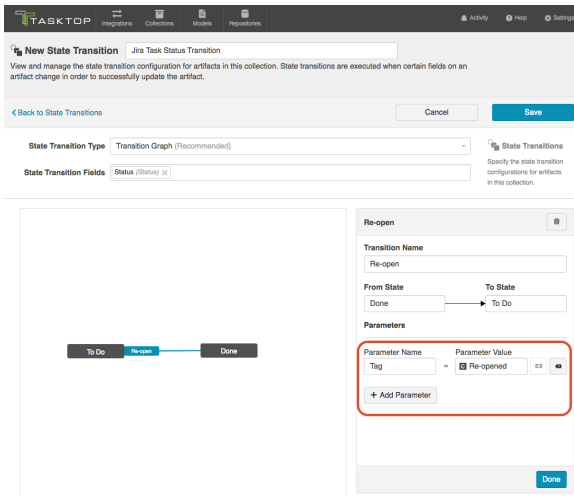 TASKTOP
Integrations
Collections
Models
Repositories
Activity
Help
Settings
New State Transition
Jira Task Status Transition
View and manage the state transition configuration for artifacts in this collection. State transitions are executed when certain fields on an
artifact change in order to successfully update the artifact.
Back to State Transitions
Cancel
Save
State Transition Type
Transition Graph (Recommended)
State Transition Fields
Status (Status)
State Transitions
Specify the state transition
configurations for artifacts
in this collection.
To Do
Re-open
Done
Re-open
Transition Name
Re-open
From State
To State
Done
To Do
Parameters
Parameter Name
Parameter Value
Tag
=
C Re-opened
+ Add Parameter
Done